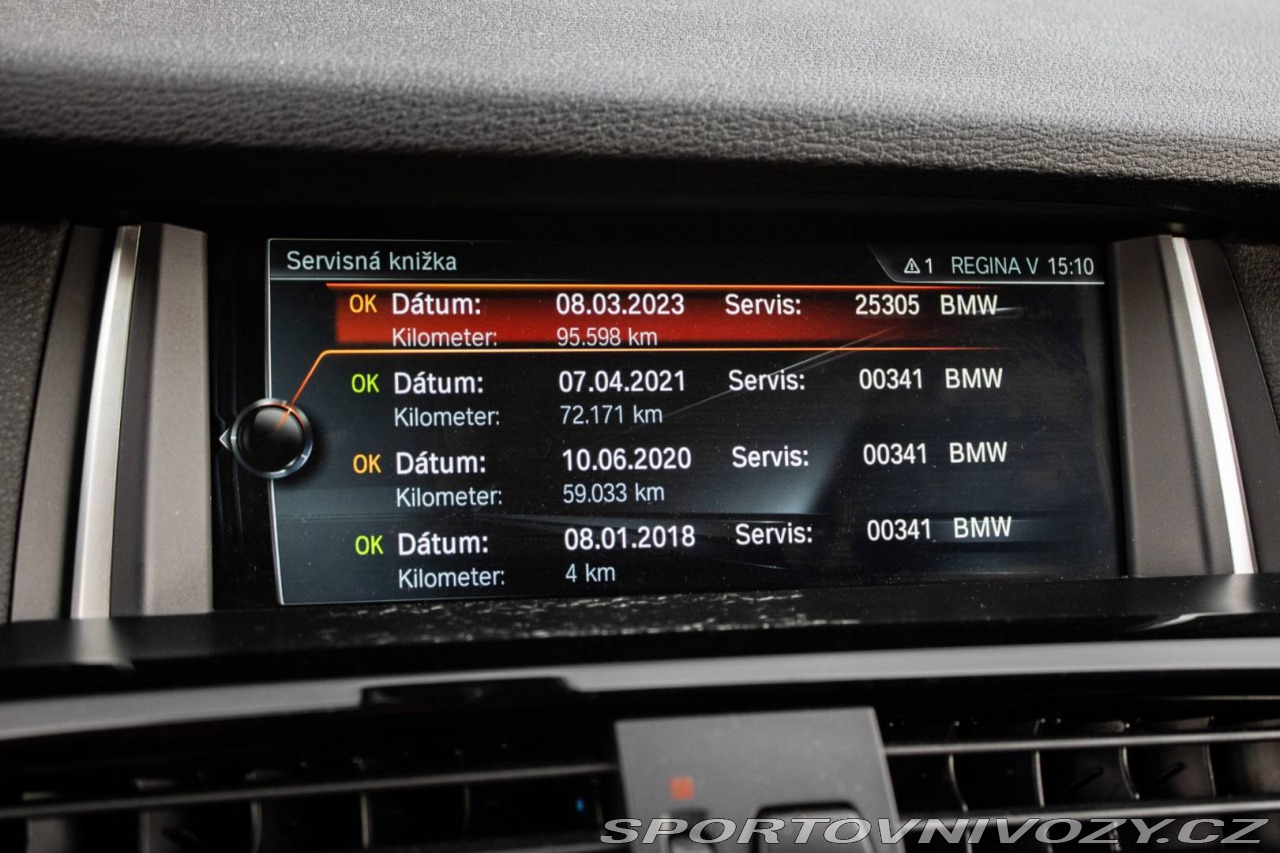 Servisná knižka 1 REGINA V 15:10
OK Dátum: 08.03.2023 Servis: 25305 BMW
Kilometer: 95.598 km
OK Dátum: 07.04.2021 Servis: 00341 BMW
Kilometer: 72.171 km
OK Dátum: 10.06.2020 Servis: 00341 BMW
Kilometer: 59.033 km
OK Dátum: 08.01.2018 Servis: 00341 BMW
Kilometer: 4 km
SPORTOVNIVOZY.CZ